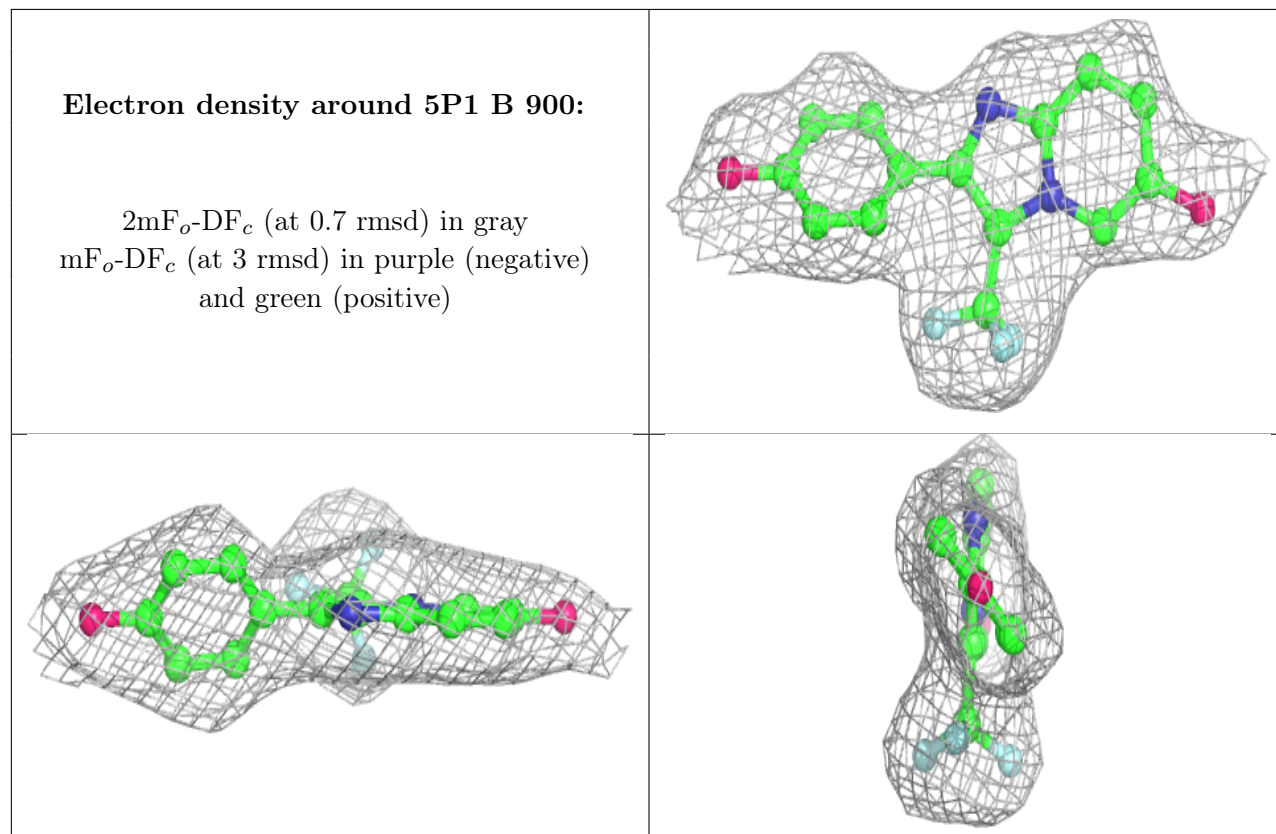 Electron density around 5P1 B 900:
2mFo-DFc (at 0.7 rmsd) in gray
mFo-DFc (at 3 rmsd) in purple (negative)
and green (positive)